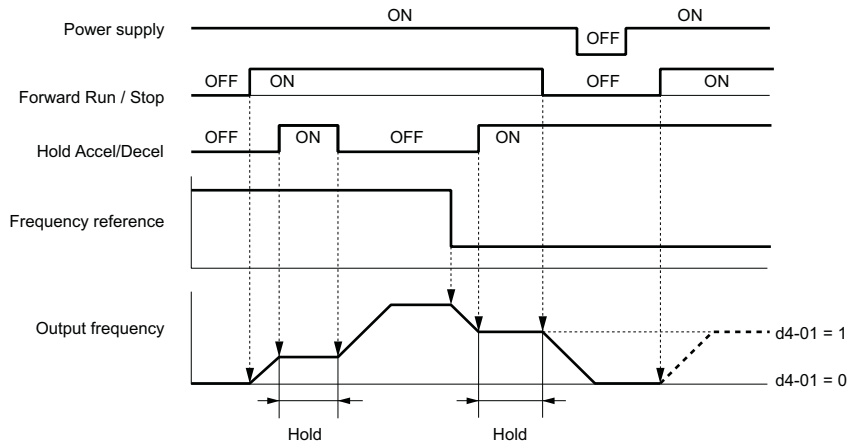 ON
ON
Power supply
OFF
OFF
ON
OFF
ON
Forward Run / Stop
OFF
ON
OFF
ON
Hold Accel/Decel
Frequency reference
Output frequency
d4-01 = 1
d4-01 = 0
Hold
Hold